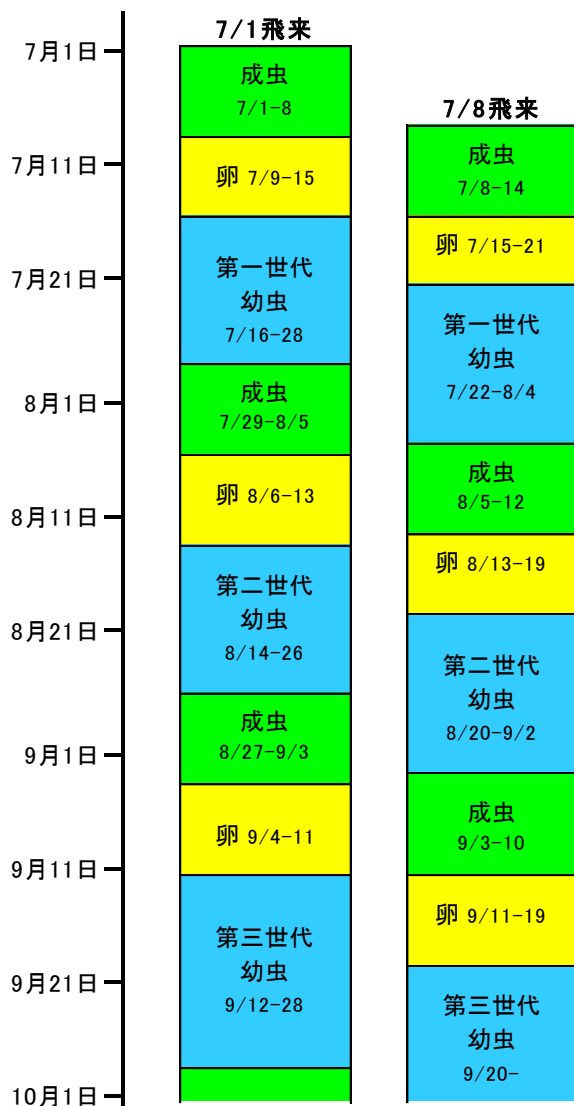 7月1日
7月11日
7月21日
8月1日
8月11日
8月21日
9月1日
9月11日
9月21日
10月1日
7/1飛来
成虫
7/1-8
卵 7/9-15
第一世代
幼虫
7/16-28
成虫
7/29-8/5
卵 8/6-13
第二世代
幼虫
8/14-26
成虫
8/27-9/3
卵 9/4-11
第三世代
幼虫
9/12-28
7/8飛来
成虫
7/8-14
卵 7/15-21
第一世代
幼虫
7/22-8/4
成虫
8/5-12
卵 8/13-19
第二世代
幼虫
8/20-9/2
成虫
9/3-10
卵 9/11-19
第三世代
幼虫
9/20-